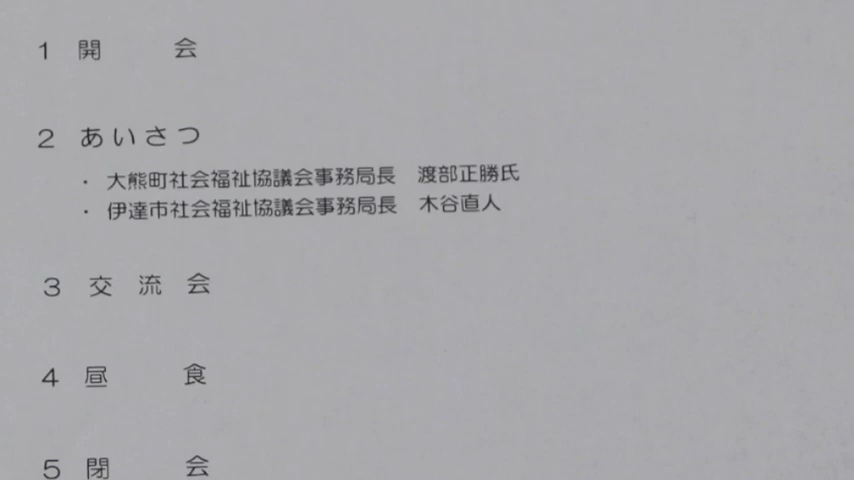 1 開 会
2 あいさつ
・ 大熊町社会福祉協議会事務局長 渡部正勝氏
・ 伊達市社会福祉協議会事務局長 木谷直人
3 交 流 会
4 昼 食
5 閉 会